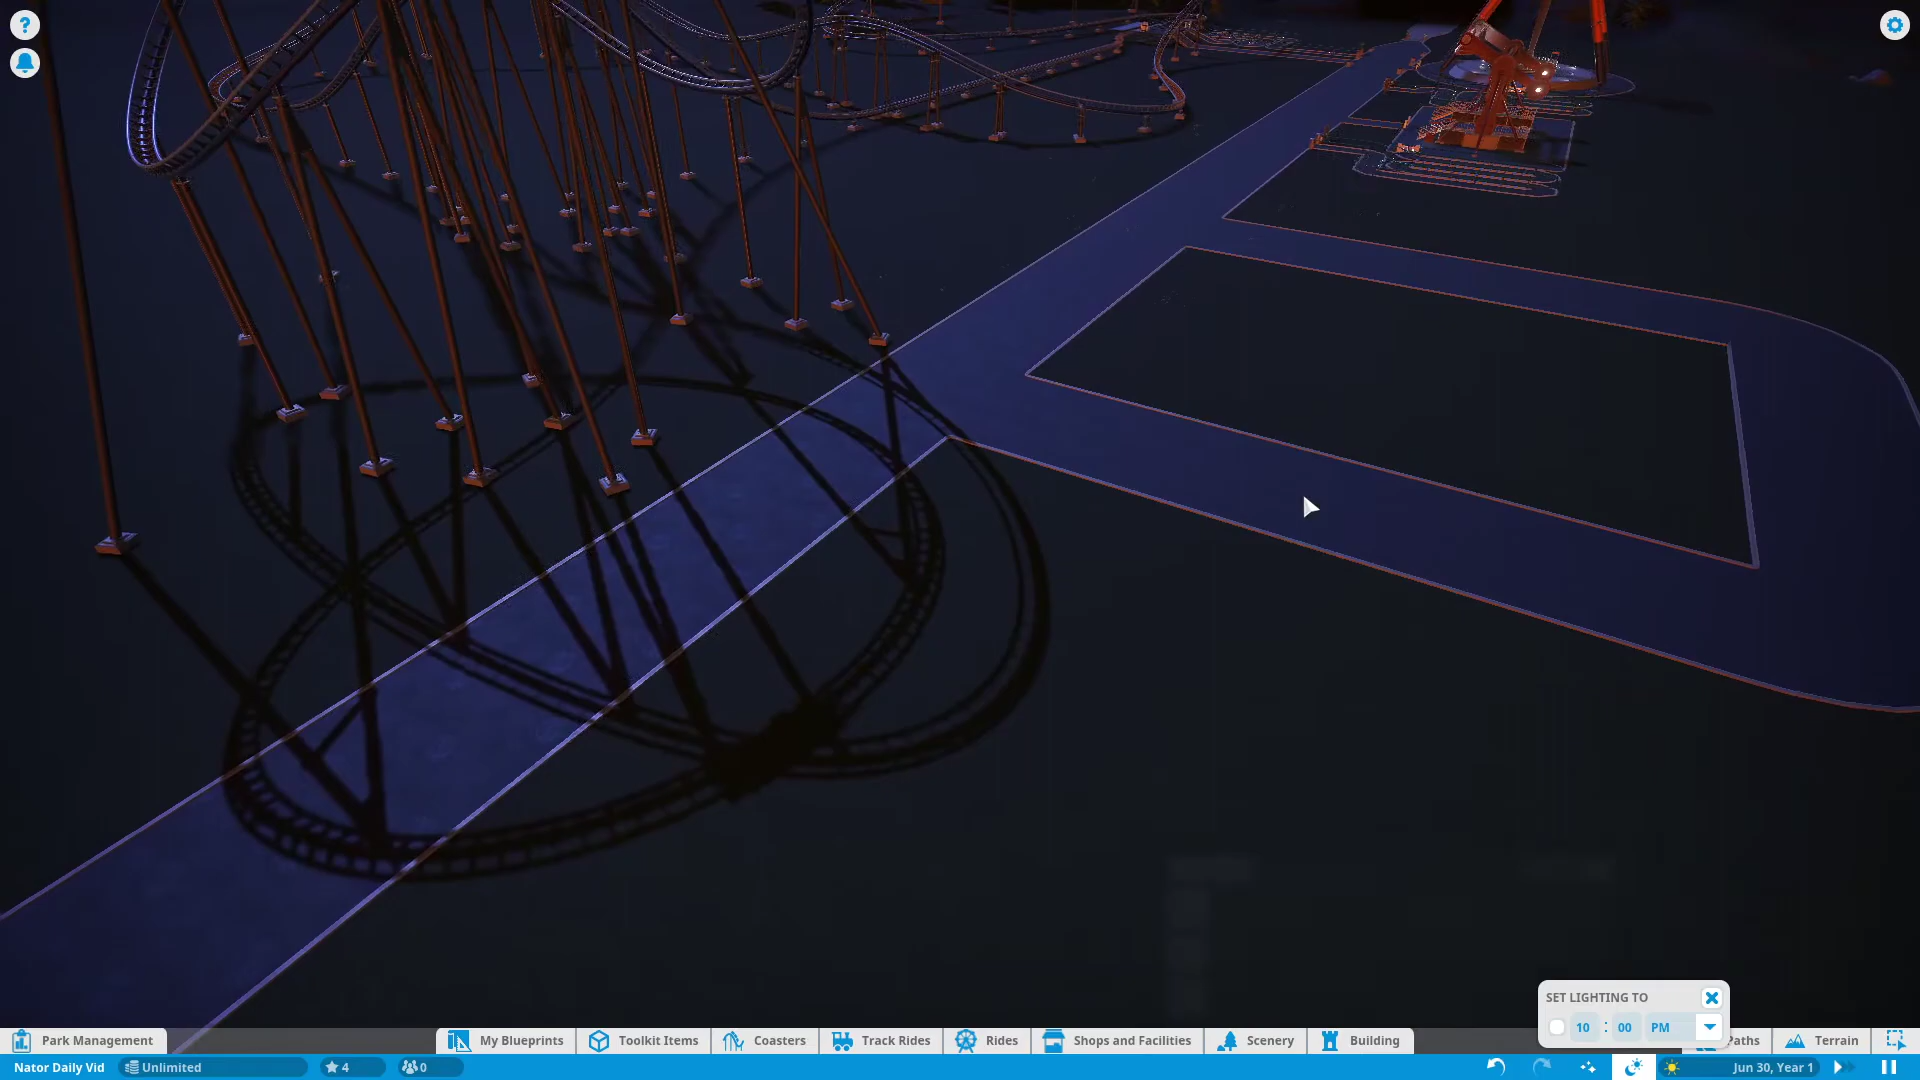 ?
SET LIGHTING TO
10 : 00 PM
Park Management
My Blueprints
Toolkit Items
Coasters
Track Rides
Rides
Shops and Facilities
Scenery
Building
Paths
Terrain
Nator Daily Vid
Unlimited
4
0
Jun 30, Year 1